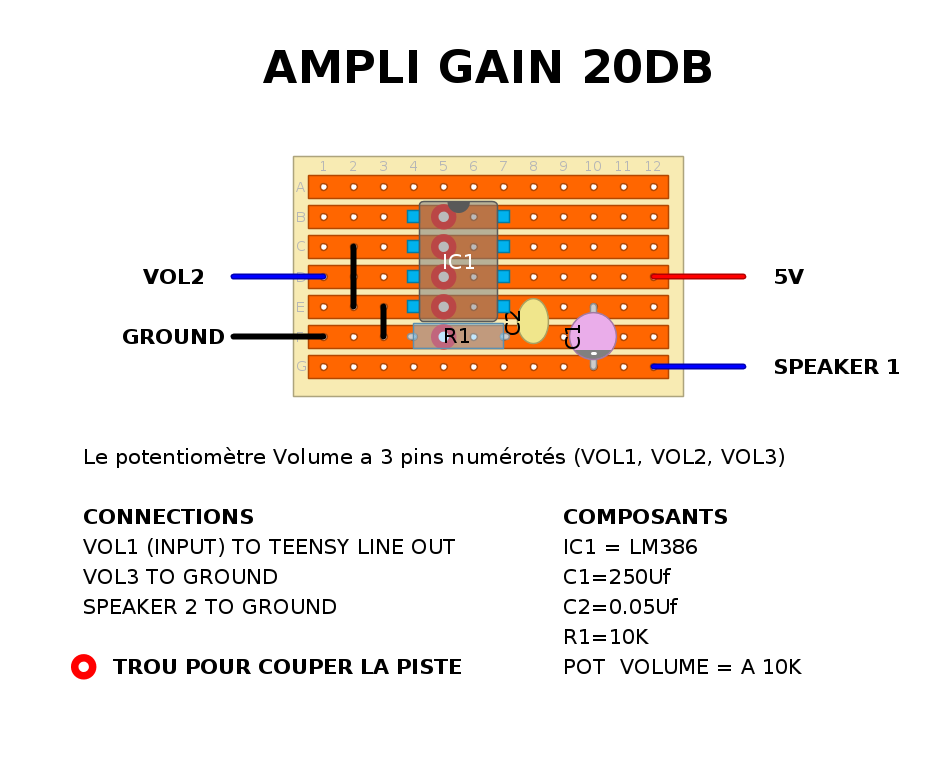 AMPLI GAIN 20DB
1 2 3 4 5 6 7 8 9 10 11 12
A
B
C
IC1
VOL2
D
5V
E
C2
C1
GROUND
R1
G
SPEAKER 1
Le potentiomètre Volume a 3 pins numérotés (VOL1, VOL2, VOL3)
CONNECTIONS
VOL1 (INPUT) TO TEENSY LINE OUT
VOL3 TO GROUND
SPEAKER 2 TO GROUND
TROU POUR COUPER LA PISTE
COMPOSANTS
IC1 = LM386
C1=250Uf
C2=0.05Uf
R1=10K
POT  VOLUME = A 10K